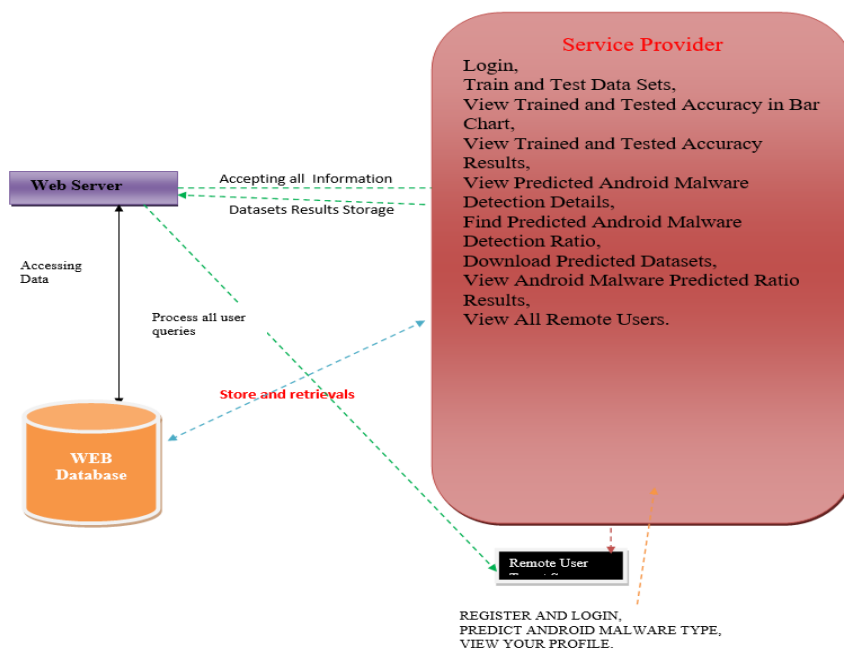 Service Provider
Login,
Train and Test Data Sets,
View Trained and Tested Accuracy in Bar
Chart,
View Trained and Tested Accuracy
Results,
View Predicted Android Malware
Detection Details,
Find Predicted Android Malware
Detection Ratio,
Download Predicted Datasets,
View Android Malware Predicted Ratio
Results,
View All Remote Users.
Web Server
Accepting all Information
Datasets Results Storage
Accessing
Data
Process all user
queries
Store and retrievals
WEB
Database
Remote User
REGISTER AND LOGIN,
PREDICT ANDROID MALWARE TYPE,
VIEW YOUR PROFILE.